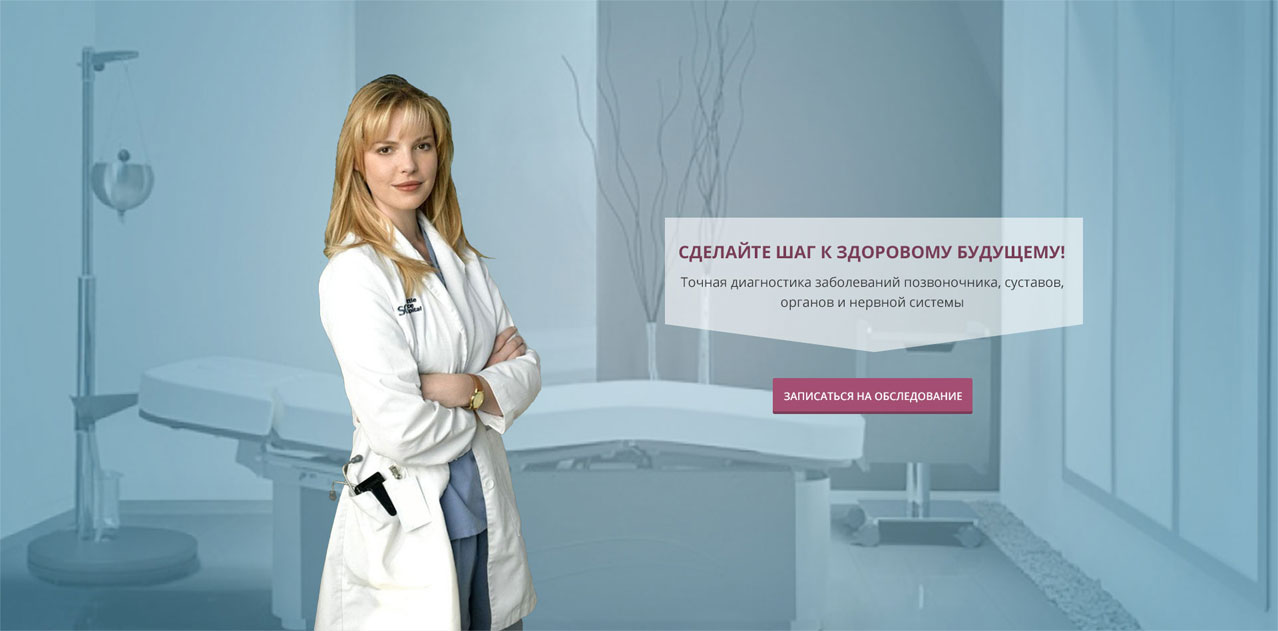 СДЕЛАЙТЕ ШАГ К ЗДОРОВОМУ БУДУЩЕМУ!
Точная диагностика заболеваний позвоночника, суставов,
органов и нервной системы
ЗАПИСАТЬСЯ НА ОБСЛЕДОВАНИЕ